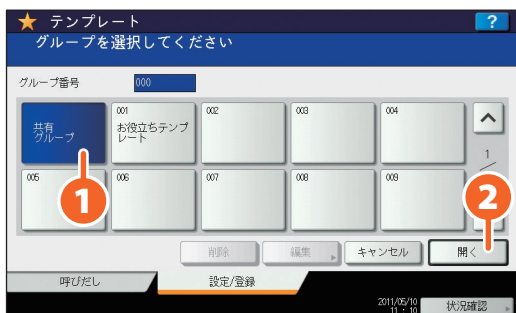 テンプレート ?
グループを選択してください
グループ番号 000
共有
グループ
001
お役立ちテンプ
レート
002
003
004
1
005
006
007
008
009
1
2
削除 編集 キャンセル 開く
呼びだし 設定/登録
2011/05/10
11:10
状況確認